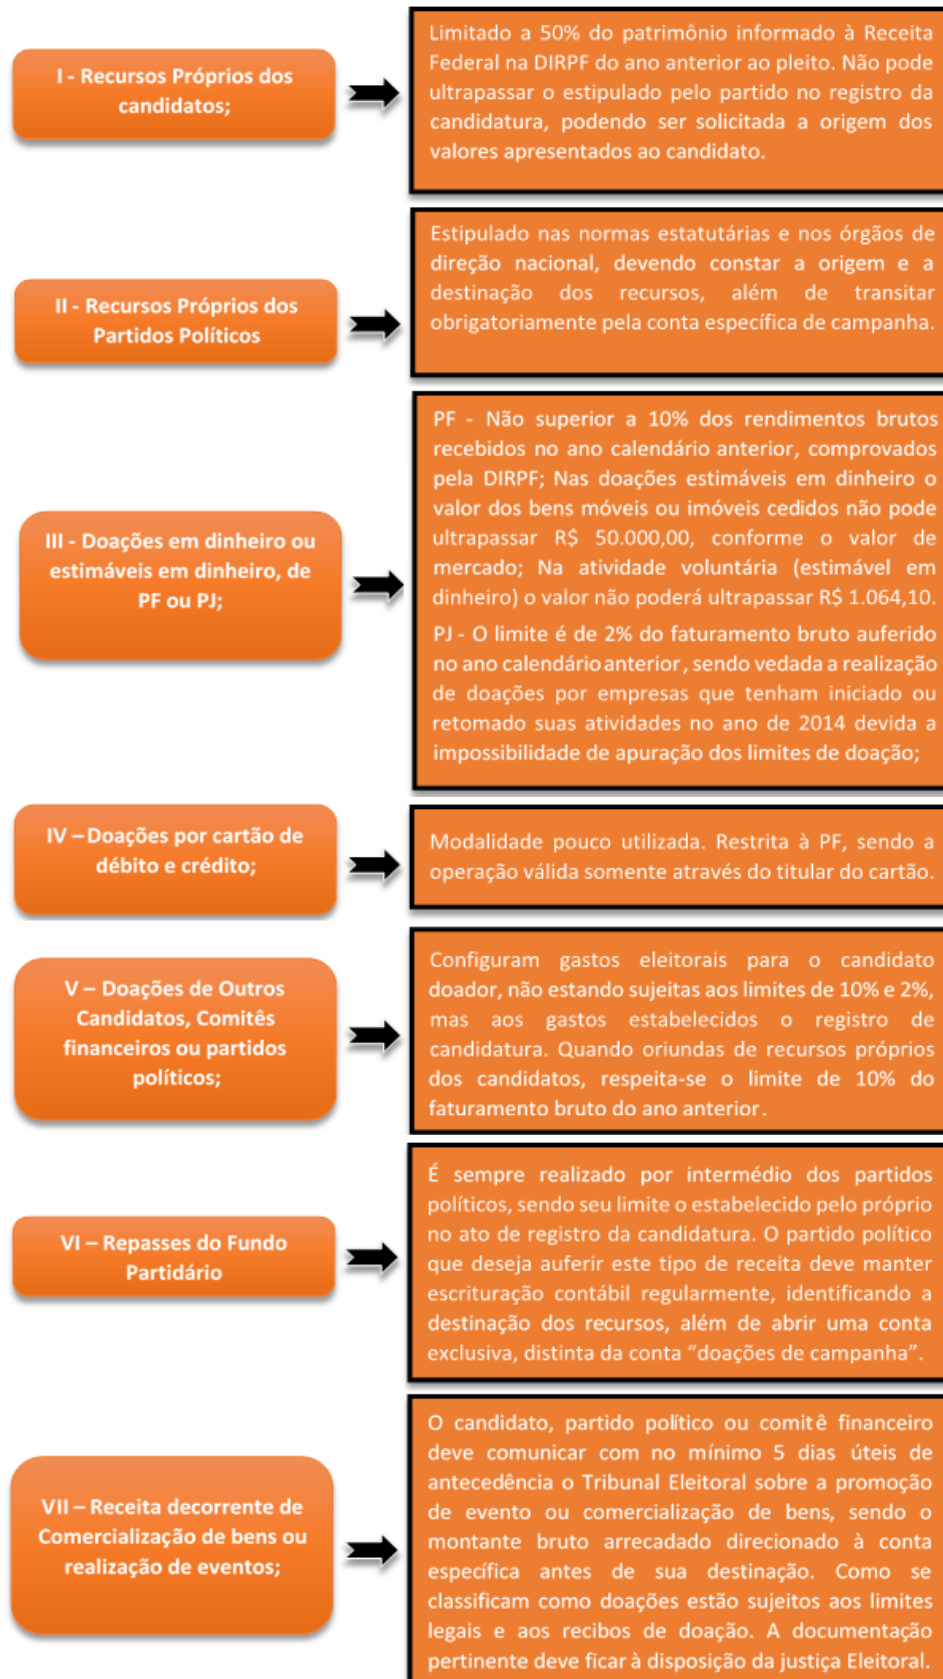 I - Recursos Próprios dos
candidatos;
Limitado a 50% do patrimônio informado à Receita
Federal na DIRPF do ano anterior ao pleito. Não pode
ultrapassar o estipulado pelo partido no registro da
candidatura, podendo ser solicitada a origem dos
valores apresentados ao candidato.
II - Recursos Próprios dos
Partidos Políticos
Estipulado nas normas estatutárias e nos órgãos de
direção nacional, devendo constar a origem e a
destinação dos recursos, além de transitar
obrigatoriamente pela conta específica de campanha.
III - Doações em dinheiro ou
estimáveis em dinheiro, de
PF ou PJ;
PF - Não superior a 10% dos rendimentos brutos
recebidos no ano calendário anterior, comprovados
pela DIRPF; Nas doações estimáveis em dinheiro o
valor dos bens móveis ou imóveis cedidos não pode
ultrapassar R$ 50.000,00, conforme o valor de
mercado; Na atividade voluntária (estimável em
dinheiro) o valor não poderá ultrapassar R$ 1.064,10.
PJ - O limite é de 2% do faturamento bruto auferido
no ano calendário anterior, sendo vedada a realização
de doações por empresas que tenham iniciado ou
retomado suas atividades no ano de 2014 devida a
impossibilidade de apuração dos limites de doação;
IV – Doações por cartão de
débito e crédito;
Modalidade pouco utilizada. Restrita à PF, sendo a
operação válida somente através do titular do cartão.
V – Doações de Outros
Candidatos, Comitês
financeiros ou partidos
políticos;
Configuram gastos eleitorais para o candidato
doador, não estando sujeitas aos limites de 10% e 2%,
mas aos gastos estabelecidos o registro de
candidatura. Quando oriundas de recursos próprios
dos candidatos, respeita-se o limite de 10% do
faturamento bruto do ano anterior.
VI – Repasses do Fundo
Partidário
É sempre realizado por intermédio dos partidos
políticos, sendo seu limite o estabelecido pelo próprio
no ato de registro da candidatura. O partido político
que deseja auferir este tipo de receita deve manter
escrituração contábil regularmente, identificando a
destinação dos recursos, além de abrir uma conta
exclusiva, distinta da conta “doações de campanha”.
VII – Receita decorrente de
Comercialização de bens ou
realização de eventos;
O candidato, partido político ou comitê financeiro
deve comunicar com no mínimo 5 dias úteis de
antecedência o Tribunal Eleitoral sobre a promoção
de evento ou comercialização de bens, sendo o
montante bruto arrecadado direcionado à conta
específica antes de sua destinação. Como se
classificam como doações estão sujeitos aos limites
legais e aos recibos de doação. A documentação
pertinente deve ficar à disposição da justiça Eleitoral.